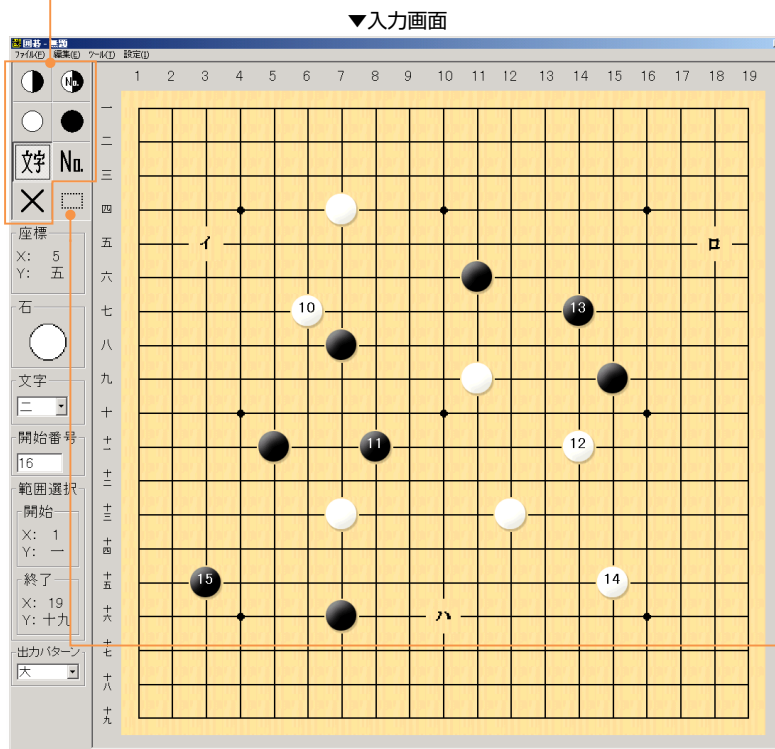 ▼入力画面
囲碁 - 無題
ファイル(F) 編集(E) ツール(T) 設定(I)
1 2 3 4 5 6 7 8 9 10 11 12 13 14 15 16 17 18 19
No.
文字 No.
座標
X: 5
Y: 五
石
文字
二
開始番号
16
範囲選択
開始
X: 1
Y: 一
終了
X: 19
Y: 十九
出力パターン
大
一
二
三
四
五
イ ロ
六
七
10 13
八
九
十
十一
11 12
十二
十三
十四
十五
15 14
十六
ハ
十七
十八
十九